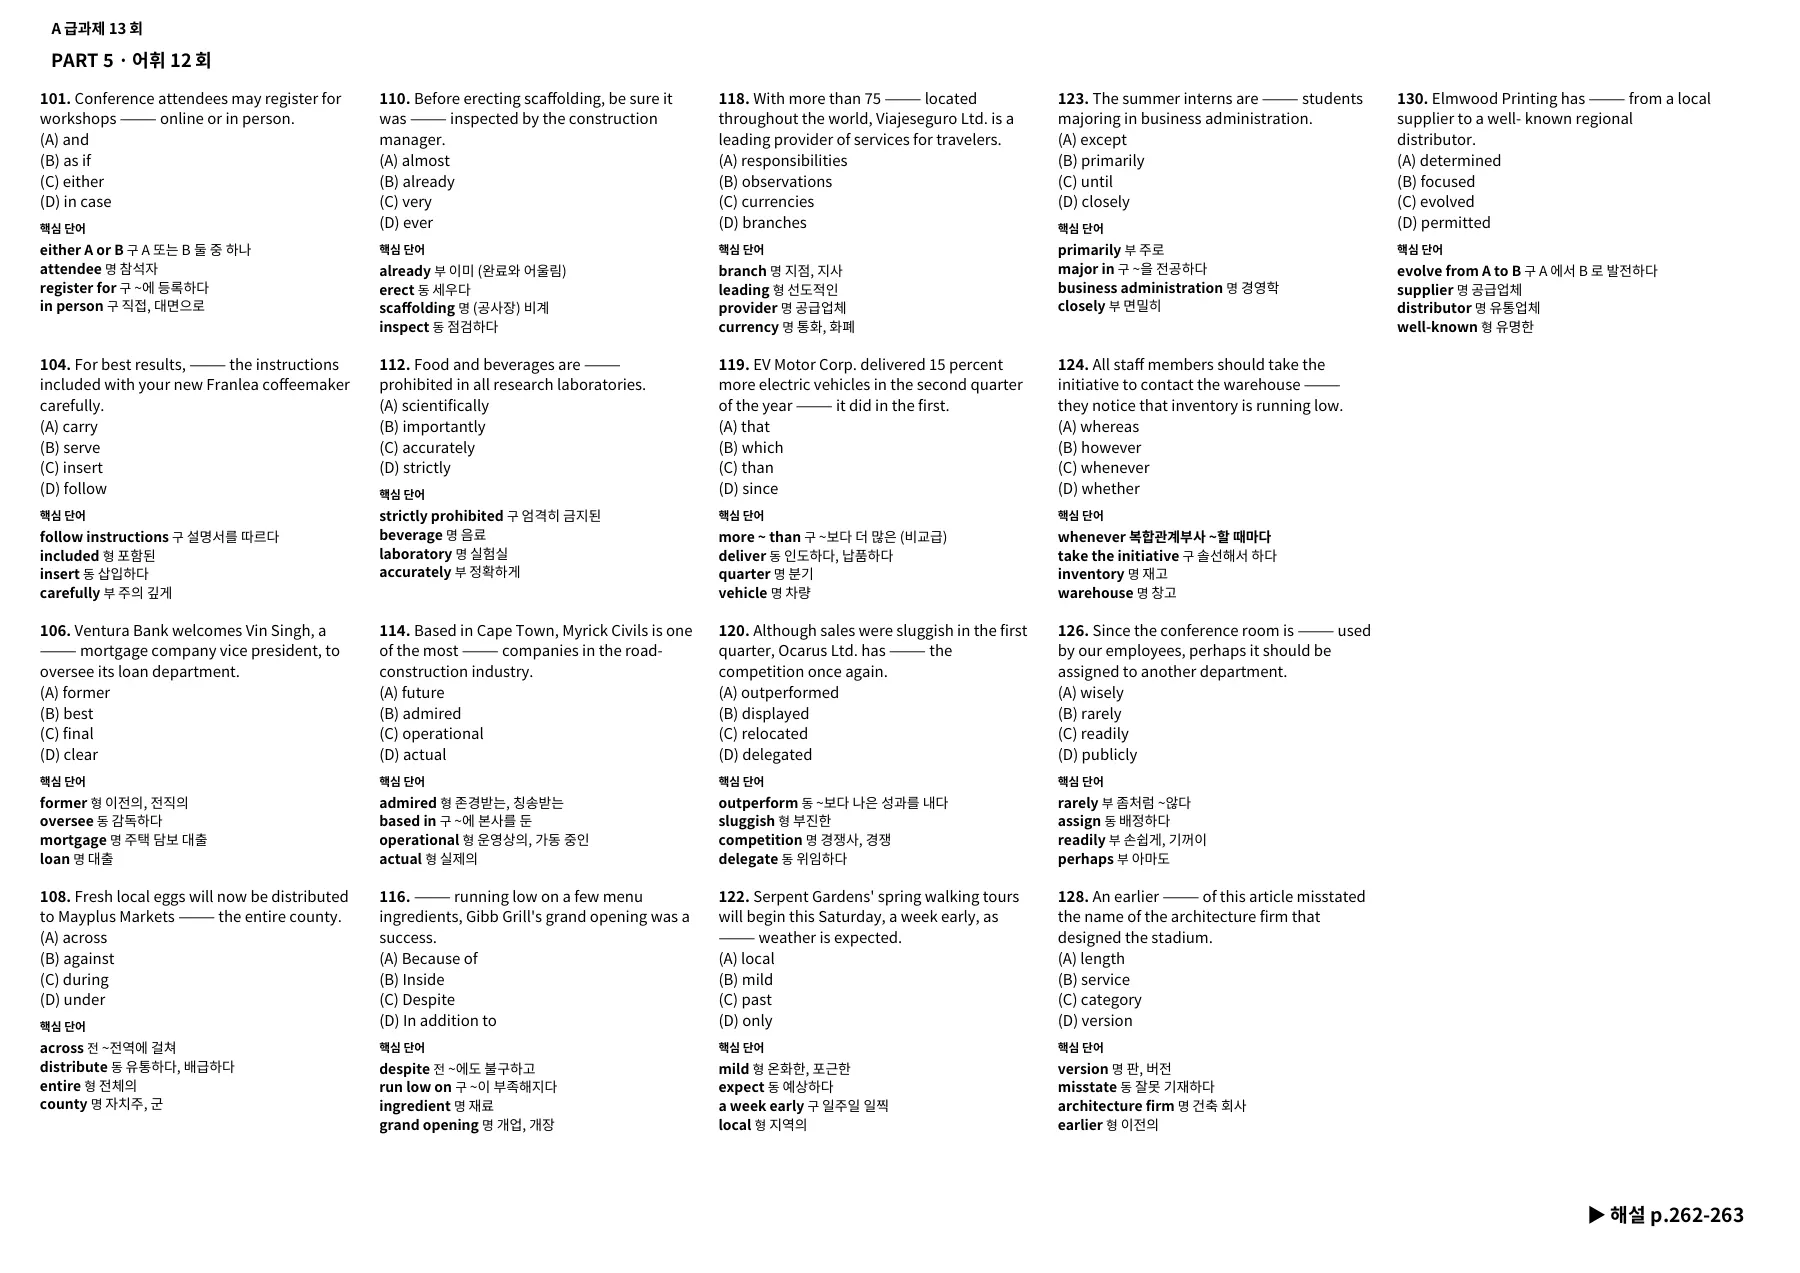 A급과제 13회
PART 5 · 어휘 12회
101. Conference attendees may register for
workshops —— online or in person.
(A) and
(B) as if
(C) either
(D) in case
핵심 단어
either A or B 구 A 또는 B 둘 중 하나
attendee 명 참석자
register for 구 ~에 등록하다
in person 구 직접, 대면으로
104. For best results, —— the instructions
included with your new Franlea coffeemaker
carefully.
(A) carry
(B) serve
(C) insert
(D) follow
핵심 단어
follow instructions 구 설명서를 따르다
included 형 포함된
insert 동 삽입하다
carefully 부 주의 깊게
106. Ventura Bank welcomes Vin Singh, a
—— mortgage company vice president, to
oversee its loan department.
(A) former
(B) best
(C) final
(D) clear
핵심 단어
former 형 이전의, 전직의
oversee 동 감독하다
mortgage 명 주택 담보 대출
loan 명 대출
108. Fresh local eggs will now be distributed
to Mayplus Markets —— the entire county.
(A) across
(B) against
(C) during
(D) under
핵심 단어
across 전 ~전역에 걸쳐
distribute 동 유통하다, 배급하다
entire 형 전체의
county 명 자치주, 군
110. Before erecting scaffolding, be sure it
was —— inspected by the construction
manager.
(A) almost
(B) already
(C) very
(D) ever
핵심 단어
already 부 이미 (완료와 어울림)
erect 동 세우다
scaffolding 명 (공사장) 비계
inspect 동 점검하다
112. Food and beverages are ——
prohibited in all research laboratories.
(A) scientifically
(B) importantly
(C) accurately
(D) strictly
핵심 단어
strictly prohibited 구 엄격히 금지된
beverage 명 음료
laboratory 명 실험실
accurately 부 정확하게
114. Based in Cape Town, Myrick Civils is one
of the most —— companies in the road-
construction industry.
(A) future
(B) admired
(C) operational
(D) actual
핵심 단어
admired 형 존경받는, 칭송받는
based in 구 ~에 본사를 둔
operational 형 운영상의, 가동 중인
actual 형 실제의
116. —— running low on a few menu
ingredients, Gibb Grill's grand opening was a
success.
(A) Because of
(B) Inside
(C) Despite
(D) In addition to
핵심 단어
despite 전 ~에도 불구하고
run low on 구 ~이 부족해지다
ingredient 명 재료
grand opening 명 개업, 개장
118. With more than 75 —— located
throughout the world, Viajeseguro Ltd. is a
leading provider of services for travelers.
(A) responsibilities
(B) observations
(C) currencies
(D) branches
핵심 단어
branch 명 지점, 지사
leading 형 선도적인
provider 명 공급업체
currency 명 통화, 화폐
119. EV Motor Corp. delivered 15 percent
more electric vehicles in the second quarter
of the year —— it did in the first.
(A) that
(B) which
(C) than
(D) since
핵심 단어
more ~ than 구 ~보다 더 많은 (비교급)
deliver 동 인도하다, 납품하다
quarter 명 분기
vehicle 명 차량
120. Although sales were sluggish in the first
quarter, Ocarus Ltd. has —— the
competition once again.
(A) outperformed
(B) displayed
(C) relocated
(D) delegated
핵심 단어
outperform 동 ~보다 나은 성과를 내다
sluggish 형 부진한
competition 명 경쟁사, 경쟁
delegate 동 위임하다
122. Serpent Gardens' spring walking tours
will begin this Saturday, a week early, as
—— weather is expected.
(A) local
(B) mild
(C) past
(D) only
핵심 단어
mild 형 온화한, 포근한
expect 동 예상하다
a week early 구 일주일 일찍
local 형 지역의
123. The summer interns are —— students
majoring in business administration.
(A) except
(B) primarily
(C) until
(D) closely
핵심 단어
primarily 부 주로
major in 구 ~을 전공하다
business administration 명 경영학
closely 부 면밀히
124. All staff members should take the
initiative to contact the warehouse ——
they notice that inventory is running low.
(A) whereas
(B) however
(C) whenever
(D) whether
핵심 단어
whenever 복합관계부사 ~할 때마다
take the initiative 구 솔선해서 하다
inventory 명 재고
warehouse 명 창고
126. Since the conference room is —— used
by our employees, perhaps it should be
assigned to another department.
(A) wisely
(B) rarely
(C) readily
(D) publicly
핵심 단어
rarely 부 좀처럼 ~않다
assign 동 배정하다
readily 부 손쉽게, 기꺼이
perhaps 부 아마도
128. An earlier —— of this article misstated
the name of the architecture firm that
designed the stadium.
(A) length
(B) service
(C) category
(D) version
핵심 단어
version 명 판, 버전
misstate 동 잘못 기재하다
architecture firm 명 건축 회사
earlier 형 이전의
130. Elmwood Printing has —— from a local
supplier to a well- known regional
distributor.
(A) determined
(B) focused
(C) evolved
(D) permitted
핵심 단어
evolve from A to B 구 A에서 B로 발전하다
supplier 명 공급업체
distributor 명 유통업체
well-known 형 유명한
▶ 해설 p.262-263